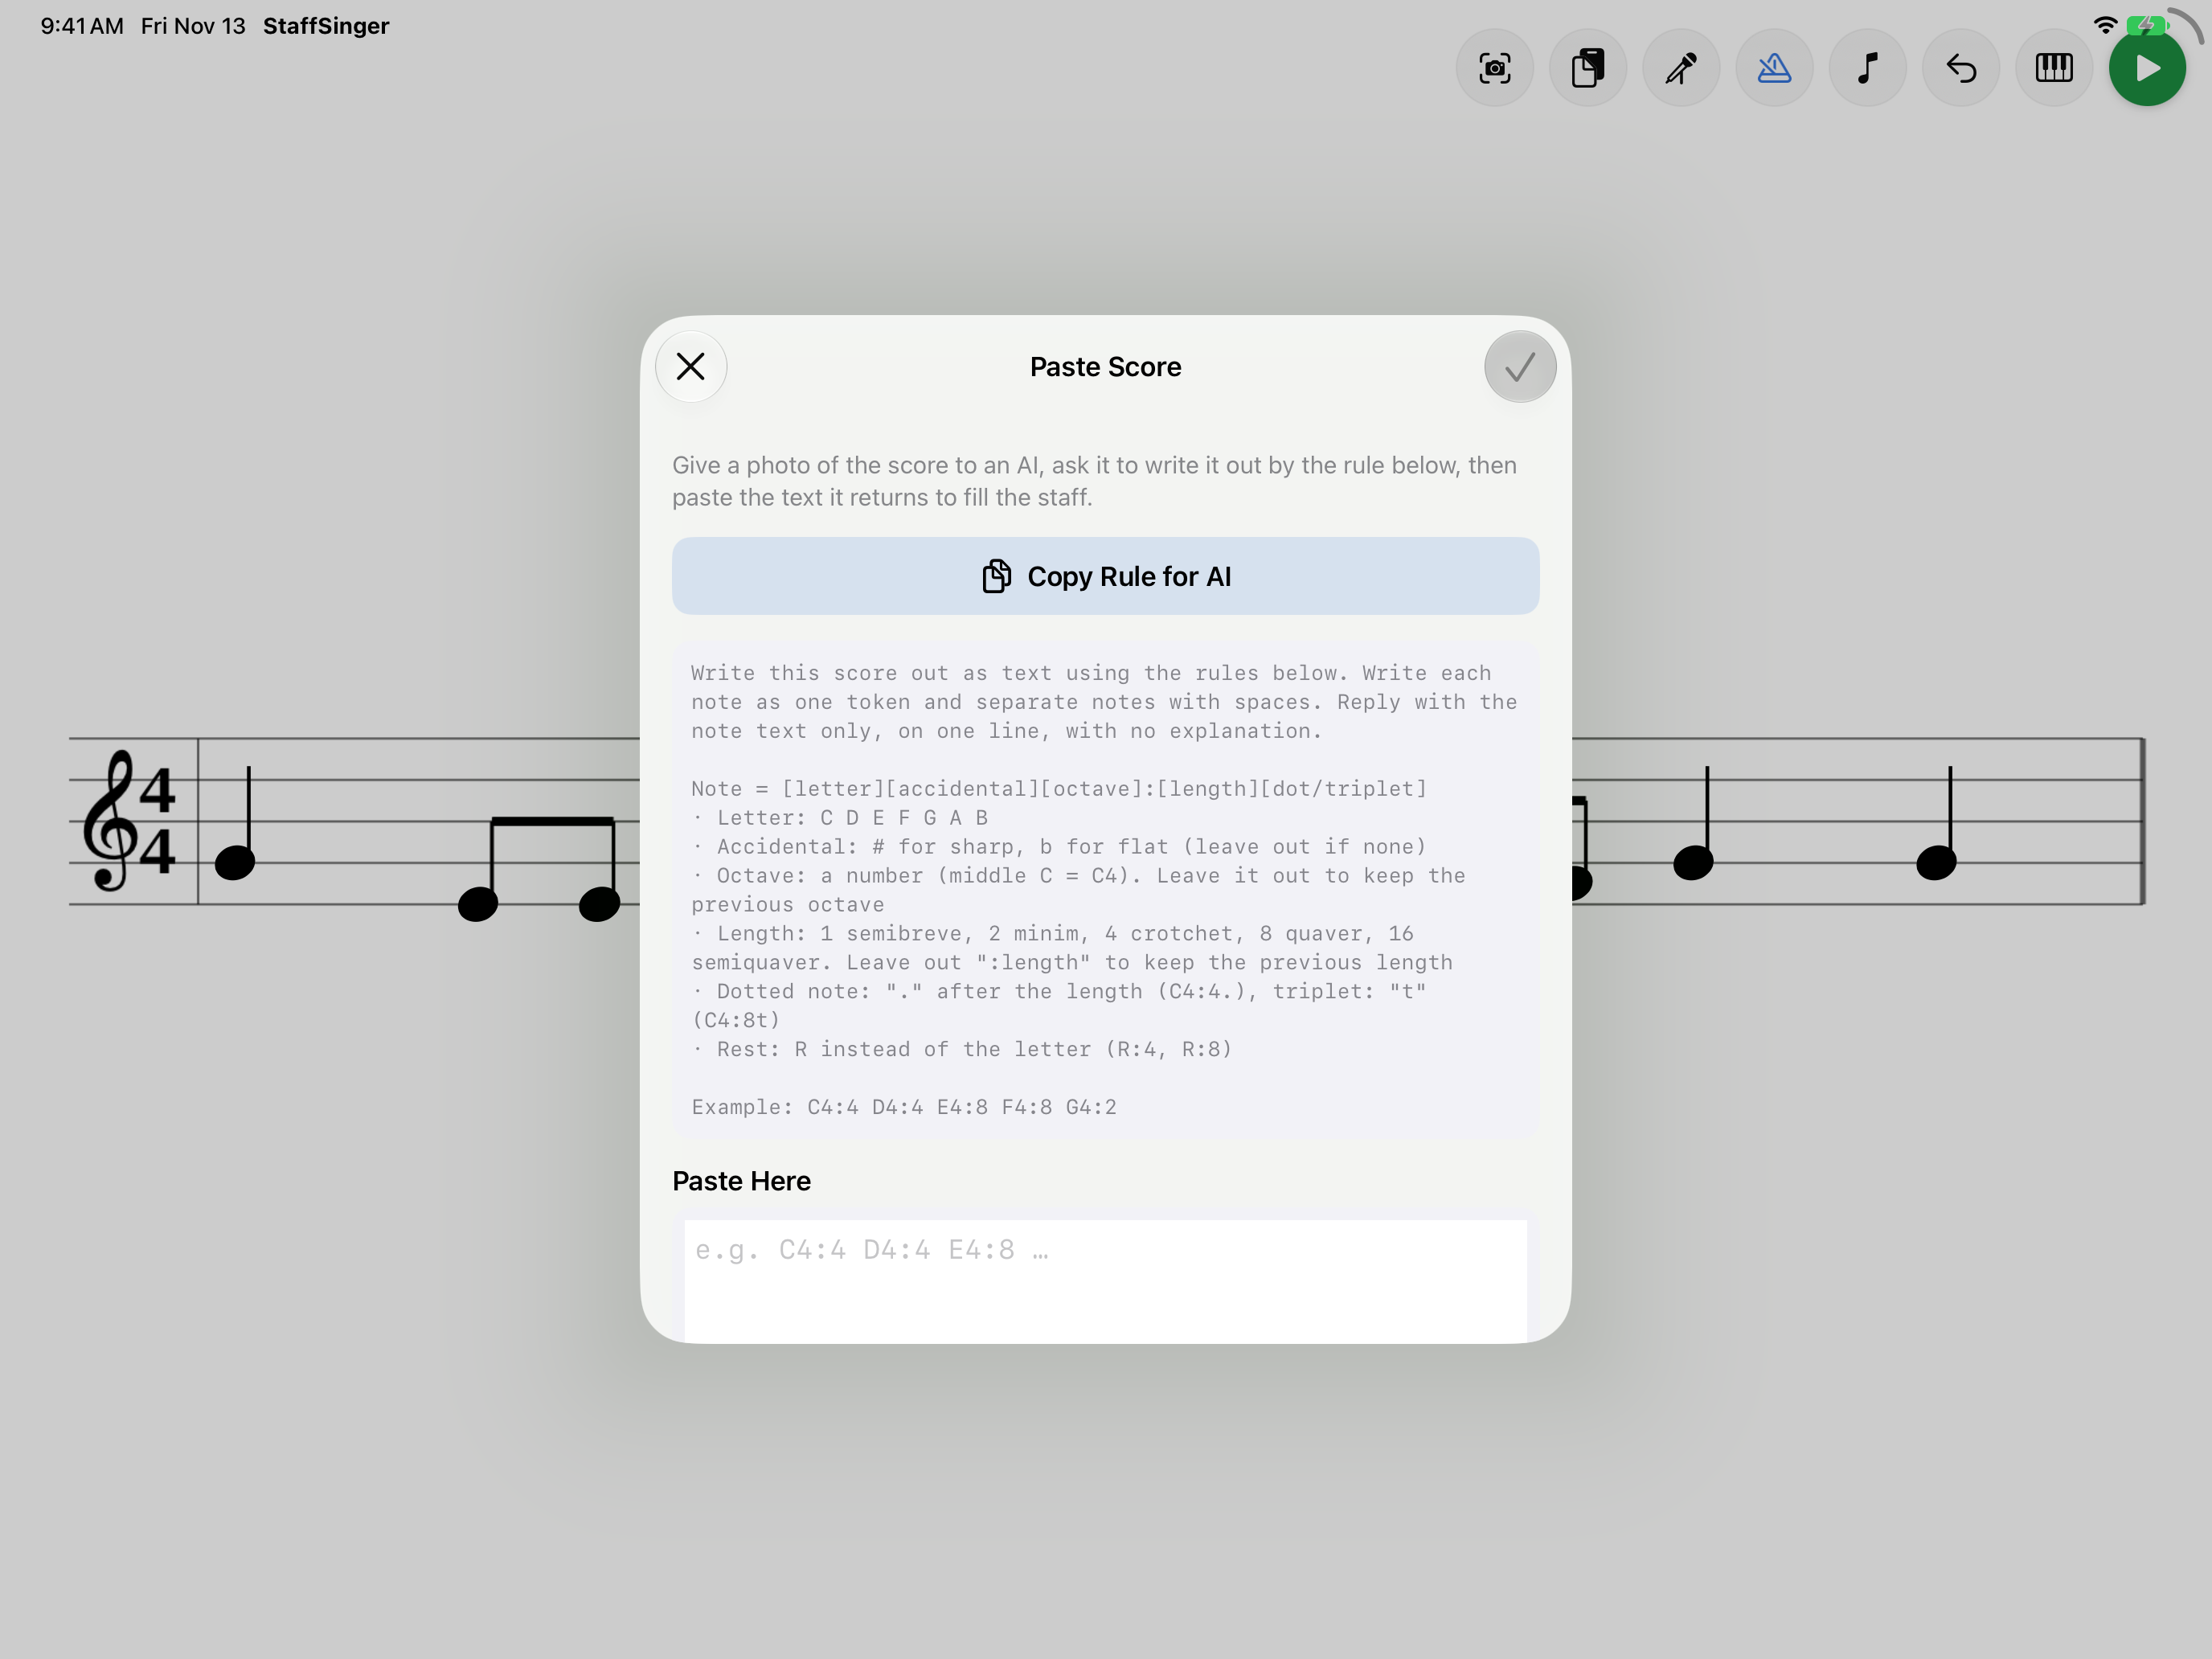 9:41 AM Fri Nov 13 StaffSinger
Paste Score
Give a photo of the score to an AI, ask it to write it out by the rule below, then
paste the text it returns to fill the staff.
Copy Rule for AI
Write this score out as text using the rules below. Write each
note as one token and separate notes with spaces. Reply with the
note text only, on one line, with no explanation.
Note = [letter][accidental][octave]:[length][dot/triplet]
· Letter: C D E F G A B
· Accidental: # for sharp, b for flat (leave out if none)
· Octave: a number (middle C = C4). Leave it out to keep the
previous octave
· Length: 1 semibreve, 2 minim, 4 crotchet, 8 quaver, 16
semiquaver. Leave out ":length" to keep the previous length
· Dotted note: "." after the length (C4:4.), triplet: "t"
(C4:8t)
· Rest: R instead of the letter (R:4, R:8)
Example: C4:4 D4:4 E4:8 F4:8 G4:2
Paste Here
e.g. C4:4 D4:4 E4:8 …
4
4